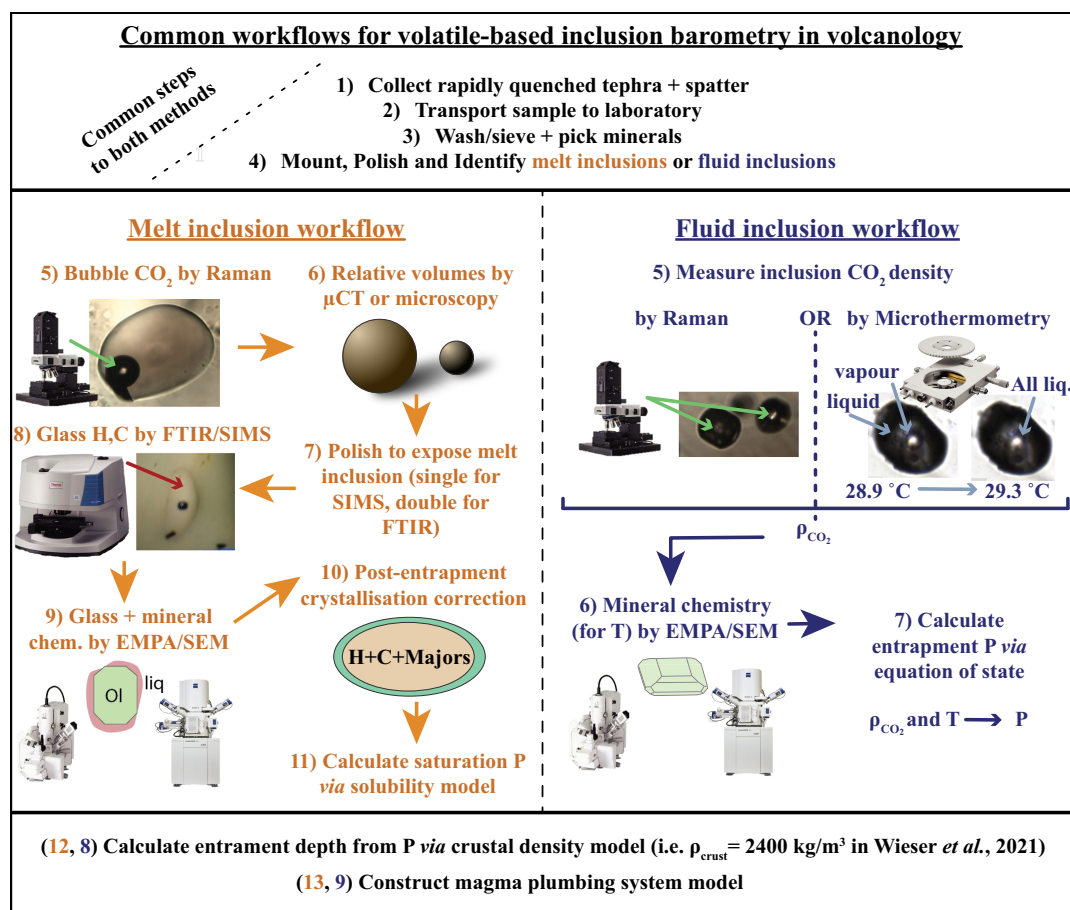 Common workflows for volatile-based inclusion barometry in volcanology
Common steps
to both methods
1) Collect rapidly quenched tephra + spatter
2) Transport sample to laboratory
3) Wash/sieve + pick minerals
4) Mount, Polish and Identify melt inclusions or fluid inclusions
Melt inclusion workflow
5) Bubble CO₂ by Raman
6) Relative volumes by
µCT or microscopy
7) Polish to expose melt
inclusion (single for
SIMS, double for
FTIR)
8) Glass H,C by FTIR/SIMS
9) Glass + mineral
chem. by EMPA/SEM
Ol
liq
10) Post-entrapment
crystallisation correction
H+C+Majors
11) Calculate saturation P
via solubility model
Fluid inclusion workflow
5) Measure inclusion CO₂ density
by Raman
OR
by Microthermometry
vapour
liquid
All liq.
28.9 ˚C
29.3 ˚C
ρCO₂
6) Mineral chemistry
(for T) by EMPA/SEM
7) Calculate
entrapment P via
equation of state
ρCO₂ and T → P
(12, 8) Calculate entrament depth from P via crustal density model (i.e. ρcrust= 2400 kg/m³ in Wieser et al., 2021)
(13, 9) Construct magma plumbing system model